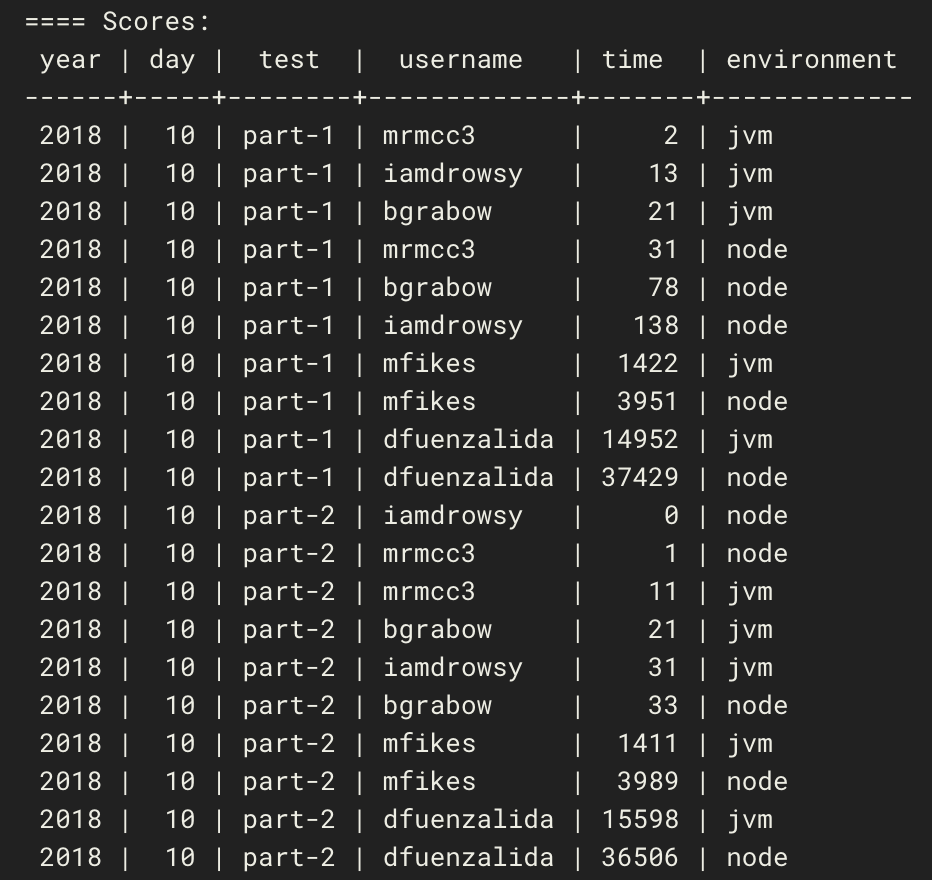 ==== Scores:
 year | day |  test  |  username   | time  | environment
------+-----+--------+-------------+-------+-------------
 2018 |  10 | part-1 | mrmcc3      |     2 | jvm
 2018 |  10 | part-1 | iamdrowsy   |    13 | jvm
 2018 |  10 | part-1 | bgrabow     |    21 | jvm
 2018 |  10 | part-1 | mrmcc3      |    31 | node
 2018 |  10 | part-1 | bgrabow     |    78 | node
 2018 |  10 | part-1 | iamdrowsy   |   138 | node
 2018 |  10 | part-1 | mfikes      |  1422 | jvm
 2018 |  10 | part-1 | mfikes      |  3951 | node
 2018 |  10 | part-1 | dfuenzalida | 14952 | jvm
 2018 |  10 | part-1 | dfuenzalida | 37429 | node
 2018 |  10 | part-2 | iamdrowsy   |     0 | node
 2018 |  10 | part-2 | mrmcc3      |     1 | node
 2018 |  10 | part-2 | mrmcc3      |    11 | jvm
 2018 |  10 | part-2 | bgrabow     |    21 | jvm
 2018 |  10 | part-2 | iamdrowsy   |    31 | jvm
 2018 |  10 | part-2 | bgrabow     |    33 | node
 2018 |  10 | part-2 | mfikes      |  1411 | jvm
 2018 |  10 | part-2 | mfikes      |  3989 | node
 2018 |  10 | part-2 | dfuenzalida | 15598 | jvm
 2018 |  10 | part-2 | dfuenzalida | 36506 | node